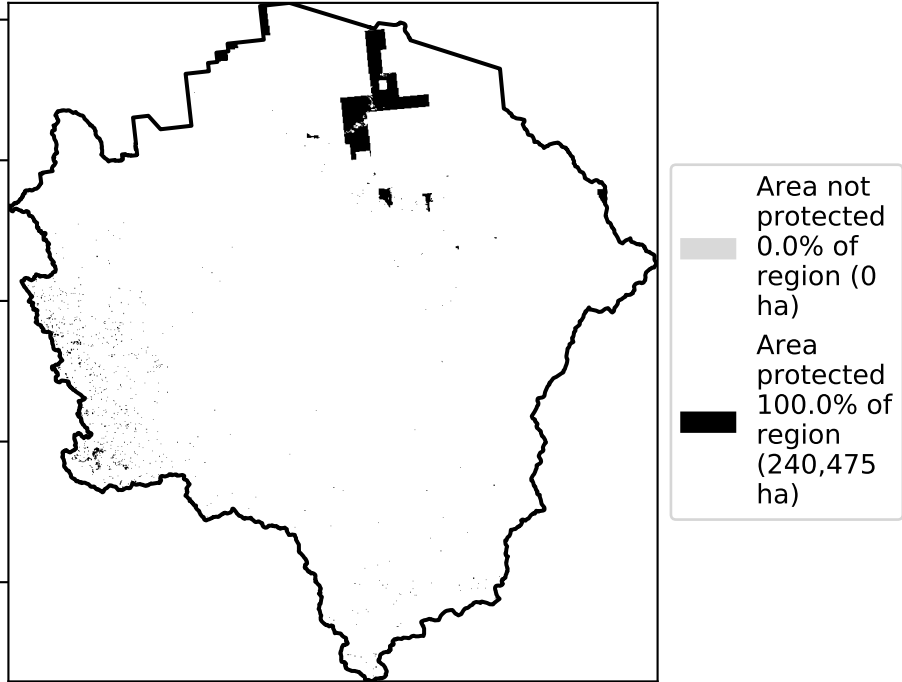 Area not
protected
0.0% of
region (0
ha)
Area
protected
100.0% of
region
(240,475
ha)